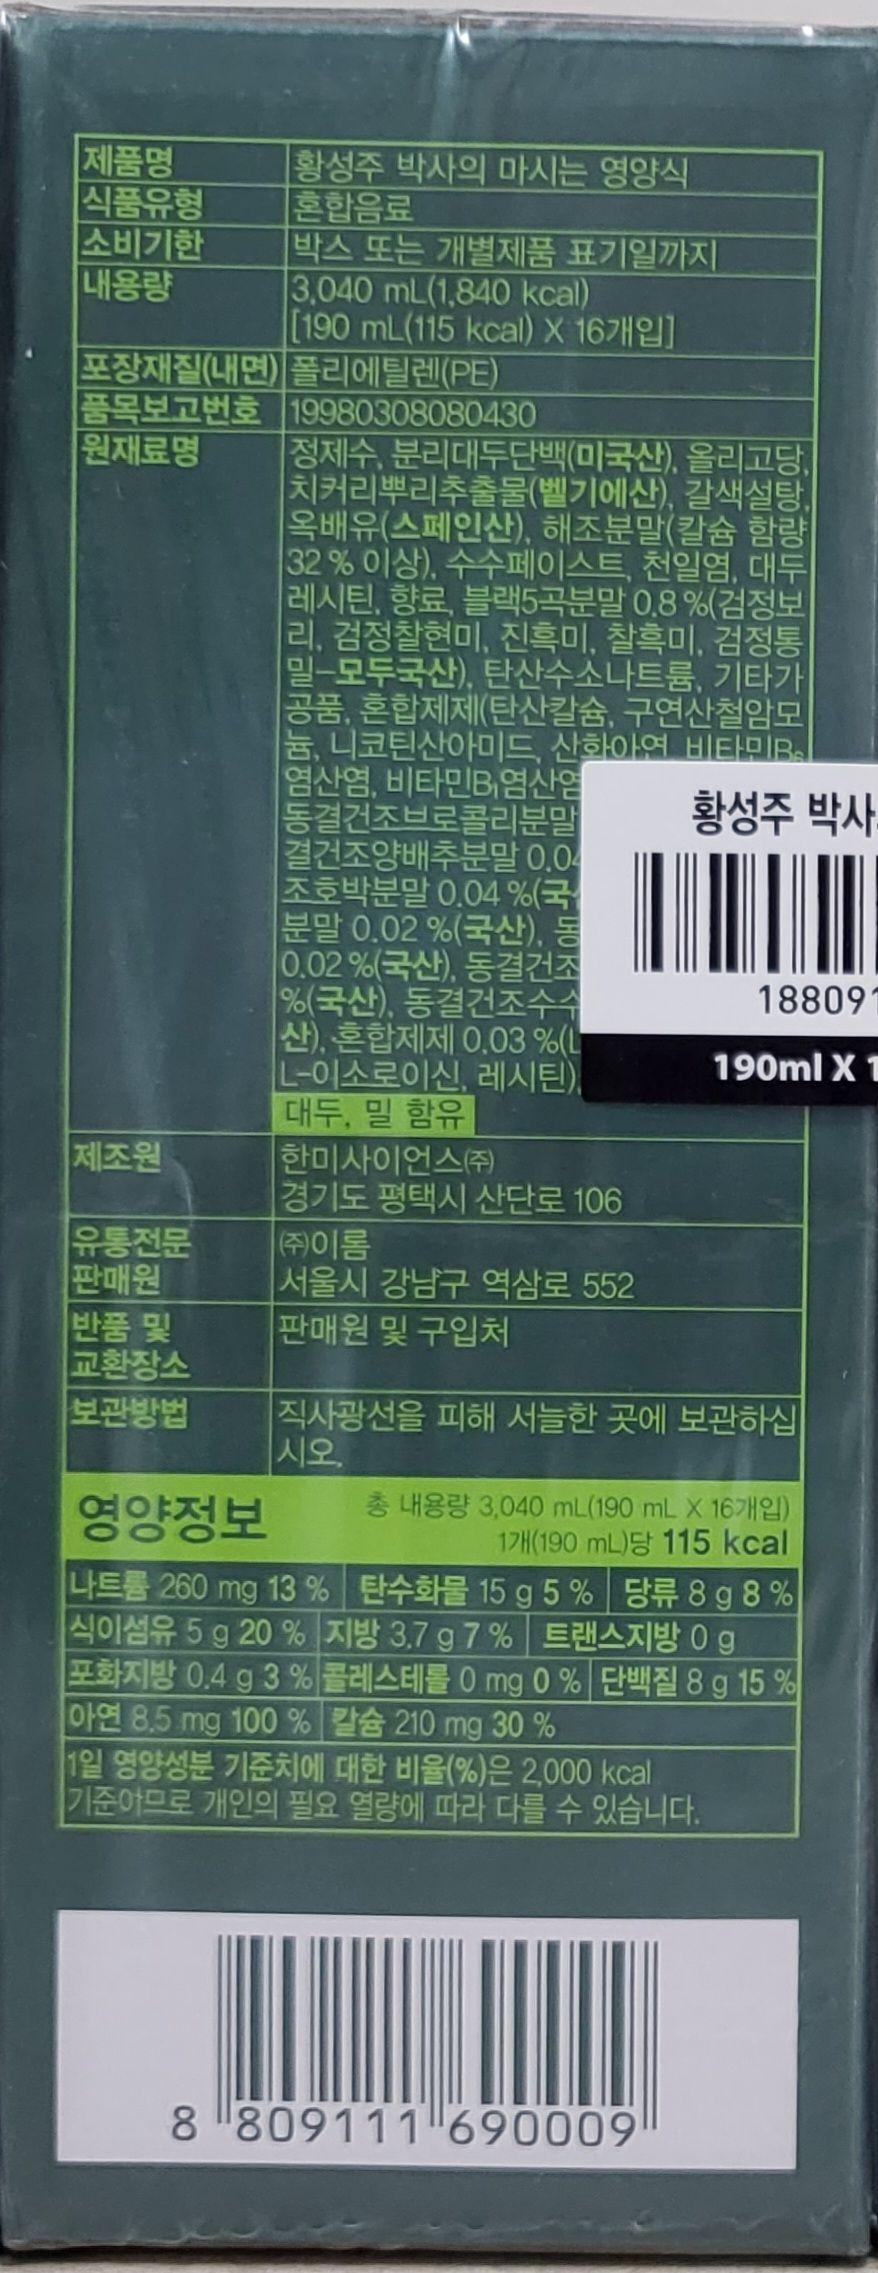 제품명 황성주 박사의 마시는 영양식
식품유형 혼합음료
소비기한 박스 또는 개별제품 표기일까지
내용량 3,040 mL(1,840 kcal)
[190 mL(115 kcal) X 16개입]
포장재질(내면) 폴리에틸렌(PE)
품목보고번호 19980308080430
원재료명 정제수, 분리대두단백(미국산), 올리고당,
치커리뿌리추출물(벨기에산), 갈색설탕,
옥배유(스페인산), 해조분말(칼슘 함량
32 % 이상), 수수페이스트, 천일염, 대두
레시틴, 향료, 블랙5곡분말 0.8 %(검정보
리, 검정찰현미, 진흑미, 찰흑미, 검정통
밀-모두국산), 탄산수소나트륨, 기타가
공품, 혼합제제(탄산칼슘, 구연산철암모
늄, 니코틴산아미드, 산화아연, 비타민B₆
염산염, 비타민B₁염산염
동결건조브로콜리분말
결건조양배추분말 0.04
조호박분말 0.04 %(국산
분말 0.02 %(국산), 동
0.02 %(국산), 동결건조
%(국산), 동결건조수수
산), 혼합제제 0.03 %(L
L-이소로이신, 레시틴)
대두, 밀 함유
제조원 한미사이언스㈜
경기도 평택시 산단로 106
유통전문 ㈜이롬
판매원 서울시 강남구 역삼로 552
반품 및 판매원 및 구입처
교환장소
보관방법 직사광선을 피해 서늘한 곳에 보관하십
시오.
영양정보 총 내용량 3,040 mL(190 mL X 16개입)
1개(190 mL)당 115 kcal
나트륨 260 mg 13 % 탄수화물 15 g 5 % 당류 8 g 8 %
식이섬유 5 g 20 % 지방 3.7 g 7 % 트랜스지방 0 g
포화지방 0.4 g 3 % 콜레스테롤 0 mg 0 % 단백질 8 g 15 %
아연 8.5 mg 100 % 칼슘 210 mg 30 %
1일 영양성분 기준치에 대한 비율(%)은 2,000 kcal
기준이므로 개인의 필요 열량에 따라 다를 수 있습니다.
황성주 박사
188091
190ml X 1
8 809111 690009